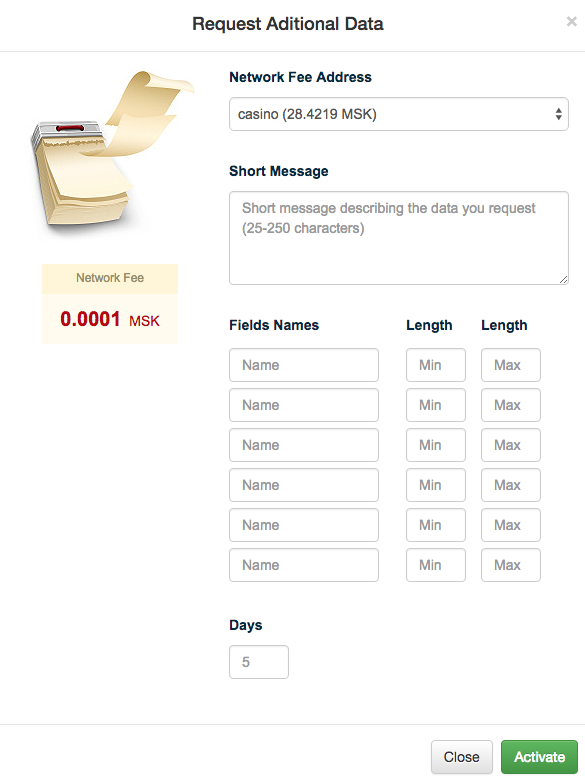 Request Aditional Data
×
Network Fee Address
casino (28.4219 MSK)
Short Message
Short message describing the data you request
(25-250 characters)
Network Fee
0.0001 MSK
Fields Names Length Length
Name Min Max
Name Min Max
Name Min Max
Name Min Max
Name Min Max
Name Min Max
Days
5
Close Activate